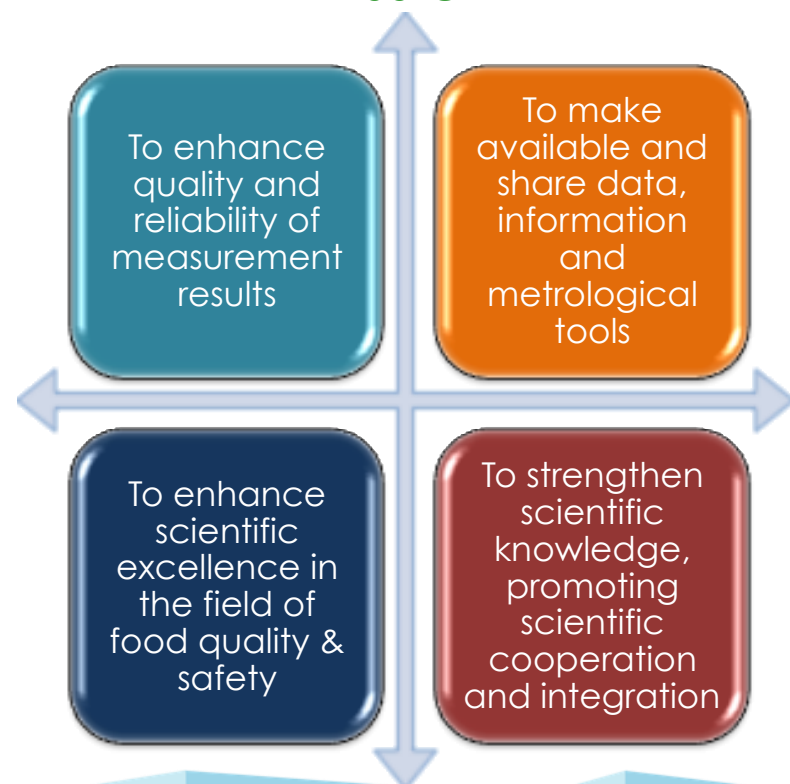 To enhance
quality and
reliability of
measurement
results
To make
available and
share data,
information
and
metrological
tools
To enhance
scientific
excellence in
the field of
food quality &
safety
To strengthen
scientific
knowledge,
promoting
scientific
cooperation
and integration